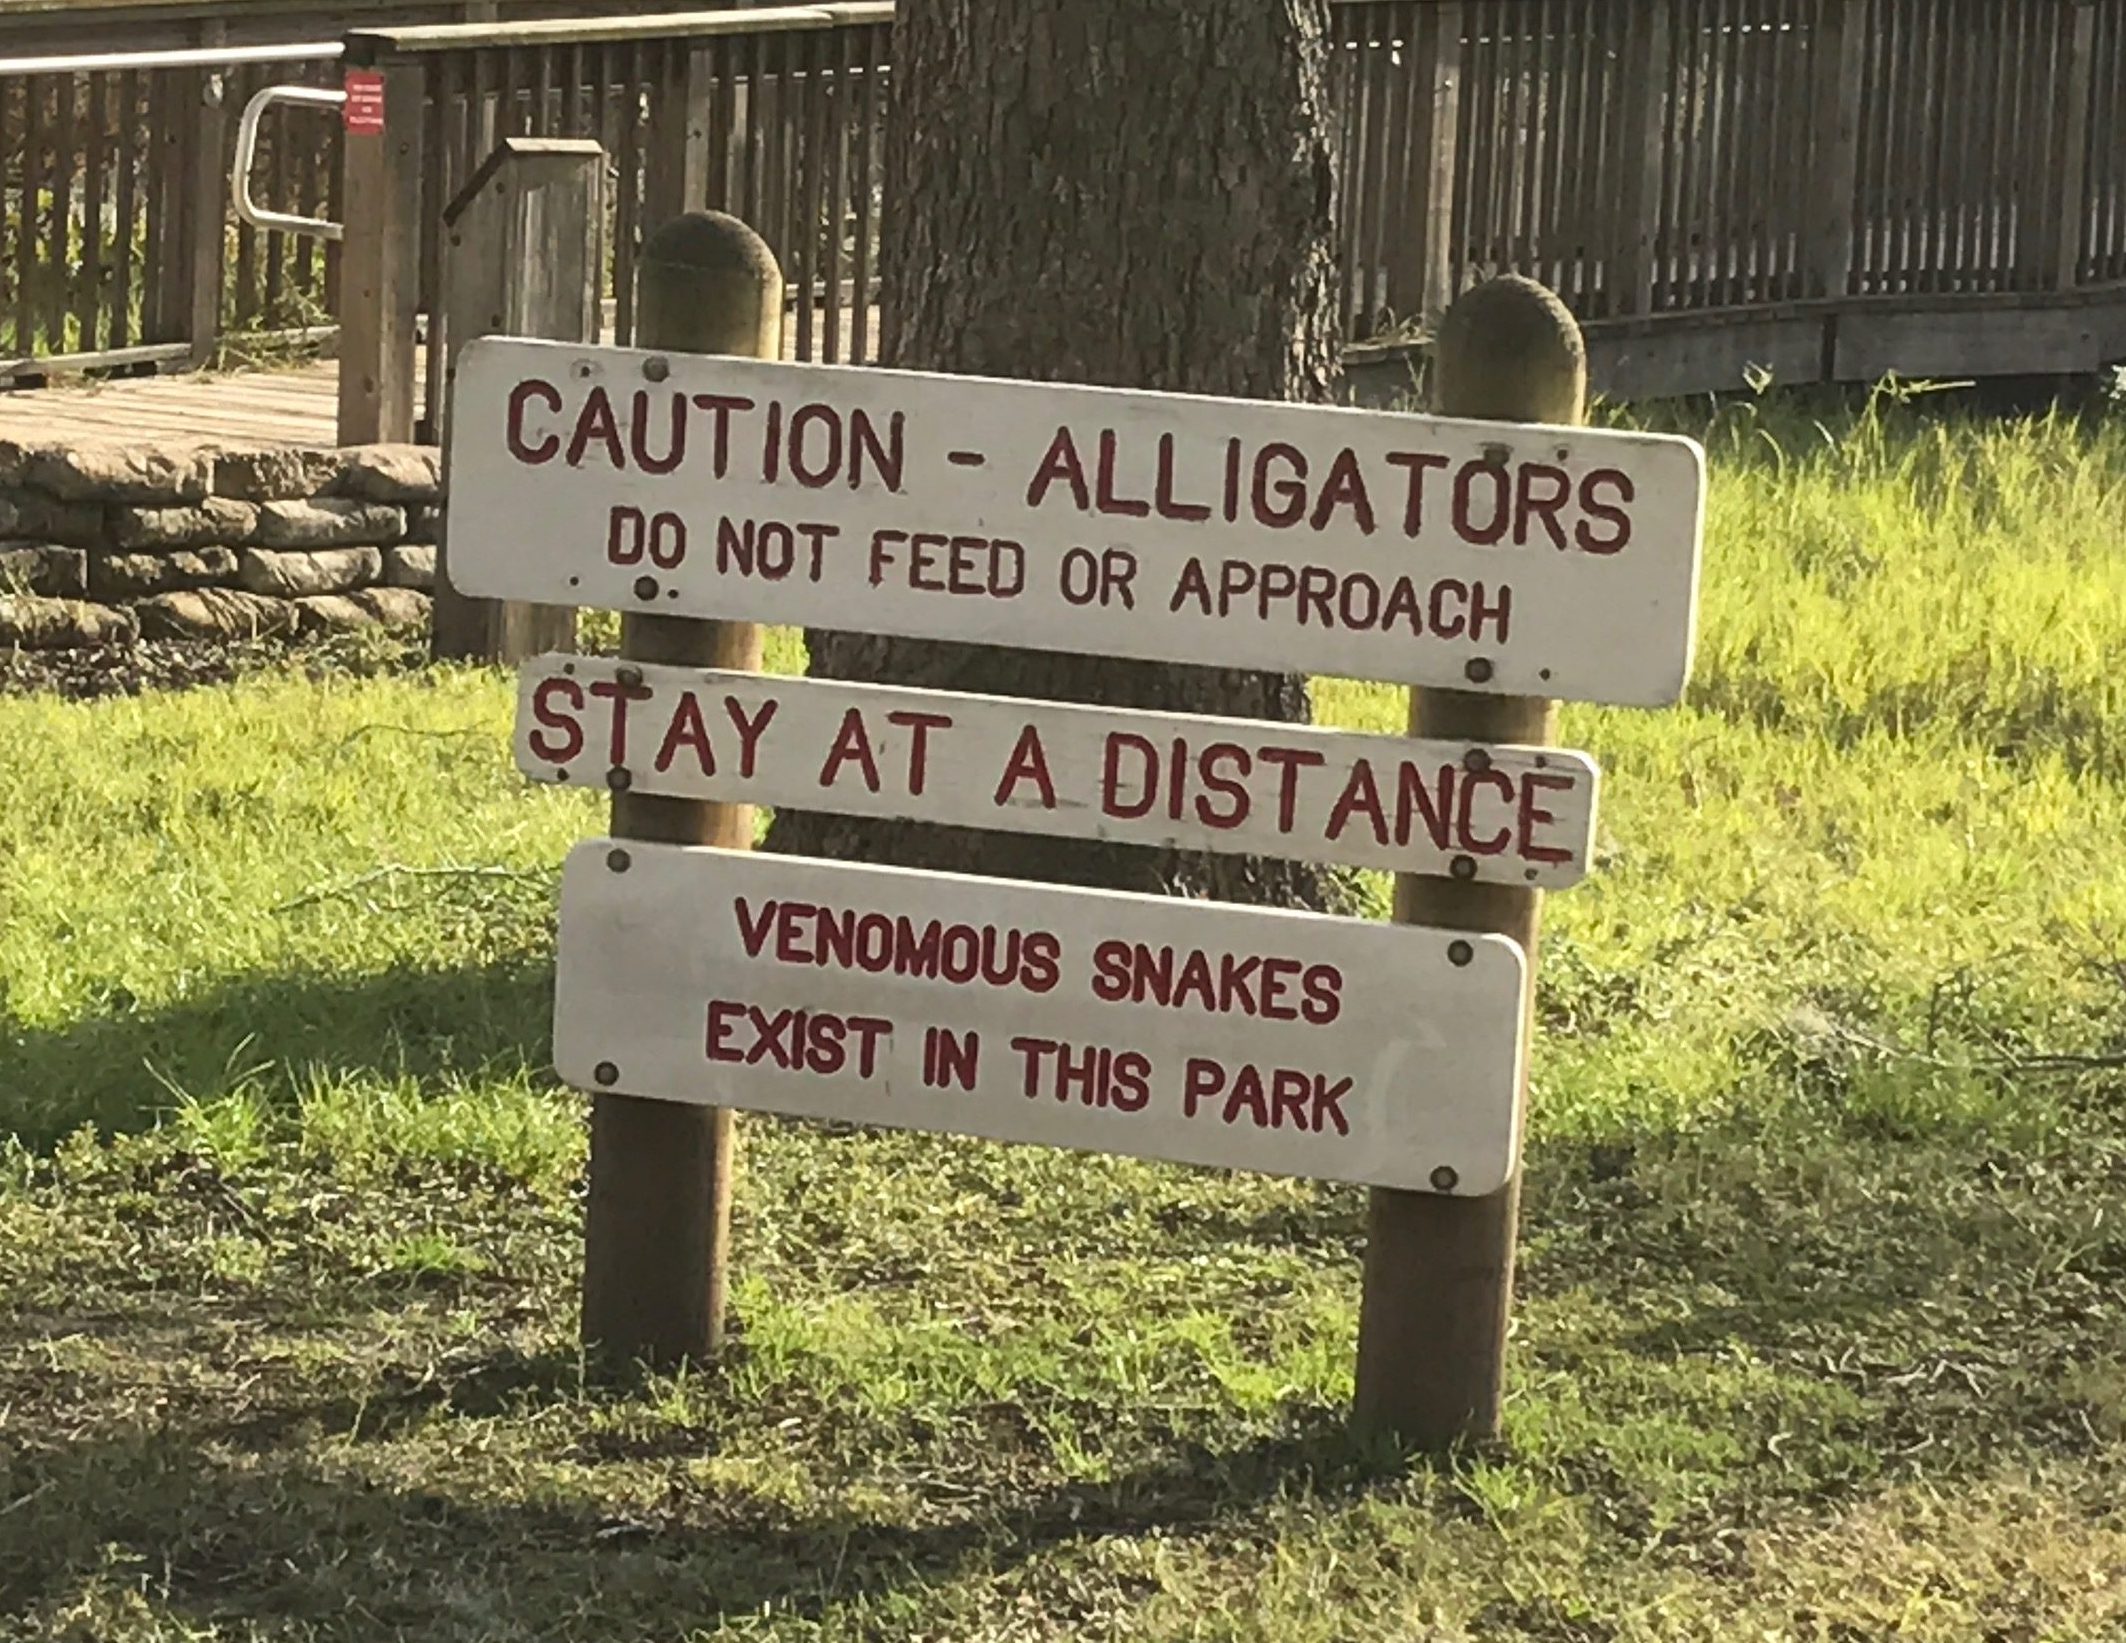 CAUTION - ALLIGATORS
DO NOT FEED OR APPROACH
STAY AT A DISTANCE
VENOMOUS SNAKES
EXIST IN THIS PARK